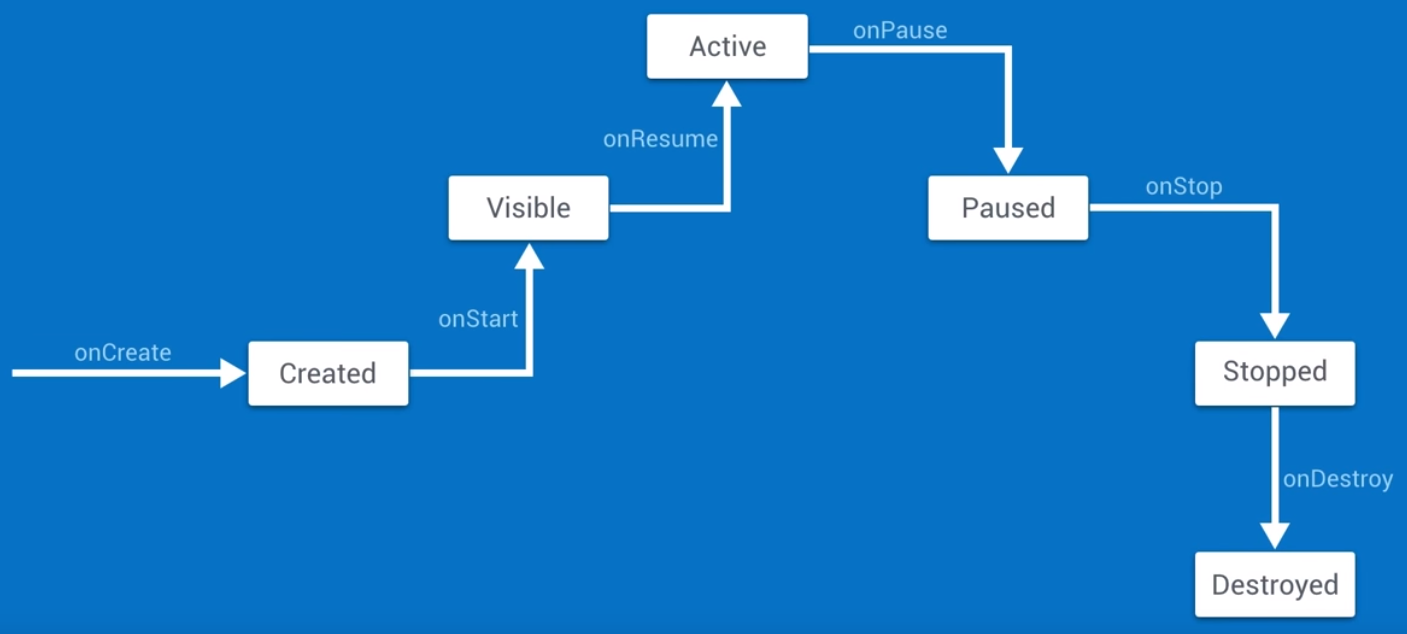 Active
onPause
onResume
Visible
Paused
onStop
onStart
onCreate
Created
Stopped
onDestroy
Destroyed